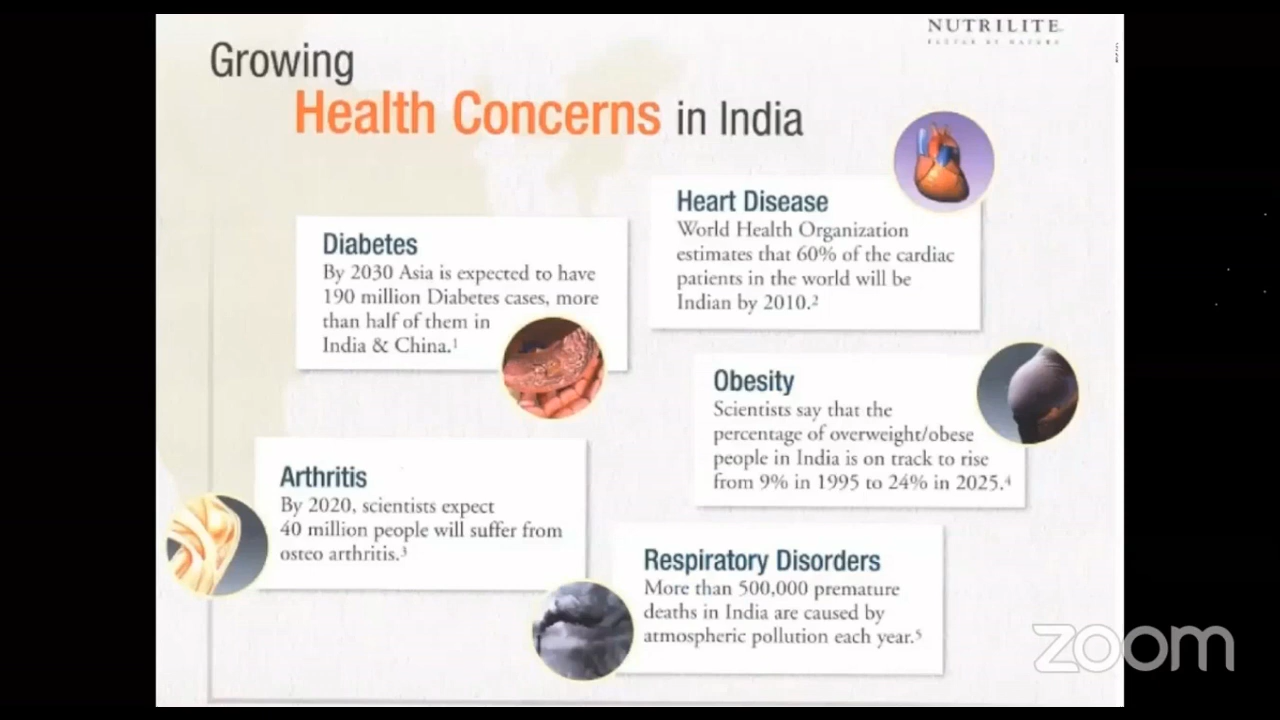 NUTRILITE
Growing
Health Concerns in India
Heart Disease
World Health Organization
estimates that 60% of the cardiac
patients in the world will be
Indian by 2010.²
Diabetes
By 2030 Asia is expected to have
190 million Diabetes cases, more
than half of them in
India & China.¹
Obesity
Scientists say that the
percentage of overweight/obese
people in India is on track to rise
from 9% in 1995 to 24% in 2025.⁴
Arthritis
By 2020, scientists expect
40 million people will suffer from
osteo arthritis.³
Respiratory Disorders
More than 500,000 premature
deaths in India are caused by
atmospheric pollution each year.⁵
zoom